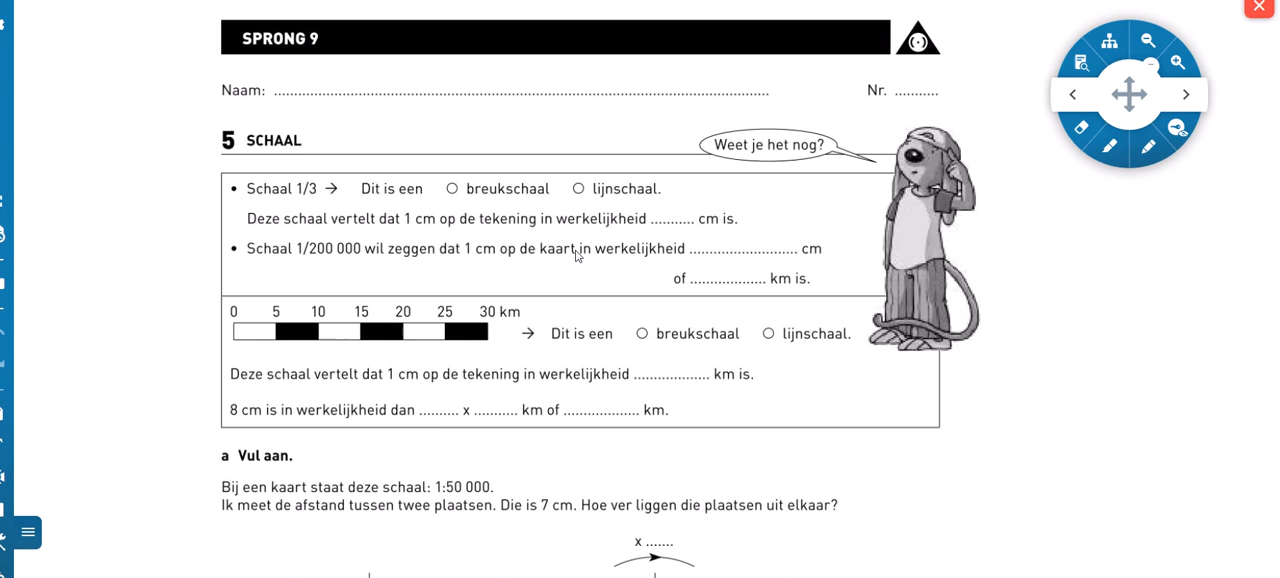 SPRONG 9
Naam: ........................................................................................................................ Nr. ...........
5 SCHAAL
Weet je het nog?
• Schaal 1/3 → Dit is een ○ breukschaal ○ lijnschaal.
Deze schaal vertelt dat 1 cm op de tekening in werkelijkheid ........... cm is.
• Schaal 1/200 000 wil zeggen dat 1 cm op de kaart in werkelijkheid ........................... cm
of ................... km is.
0 5 10 15 20 25 30 km
→ Dit is een ○ breukschaal ○ lijnschaal.
Deze schaal vertelt dat 1 cm op de tekening in werkelijkheid ................... km is.
8 cm is in werkelijkheid dan .......... x ........... km of ................... km.
a Vul aan.
Bij een kaart staat deze schaal: 1:50 000.
Ik meet de afstand tussen twee plaatsen. Die is 7 cm. Hoe ver liggen die plaatsen uit elkaar?
x .......